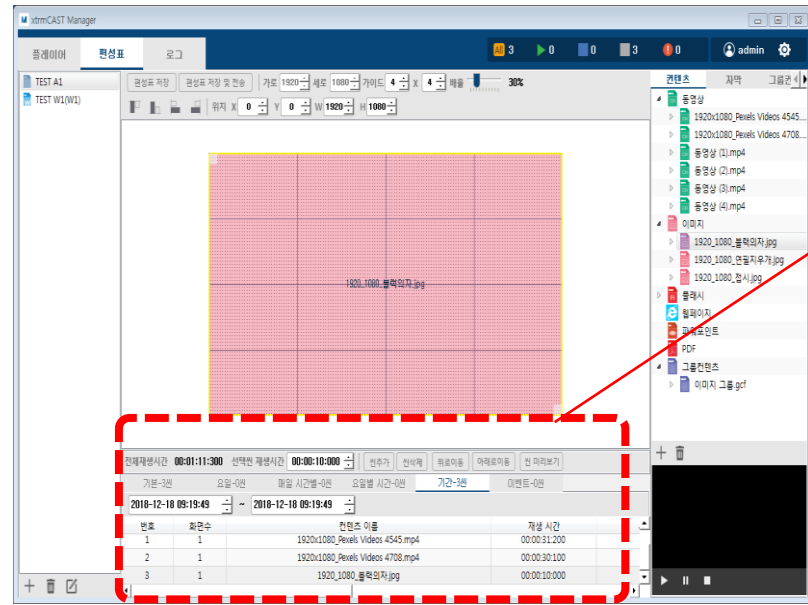 xtrmCAST Manager
플레이어 편성표 로그
All 3 0 0 3 0 admin
TEST A1
TEST W1(W1)
편성표 저장 편성표 저장 및 전송 가로 1920 세로 1080 가이드 4 x 4 배율 30%
위치 X 0 Y 0 W 1920 H 1080
1920_1080_블랙의자.jpg
컨텐츠 자막 그룹컨
동영상
1920x1080_Pexels Videos 4545...
1920x1080_Pexels Videos 4708...
동영상 (1).mp4
동영상 (2).mp4
동영상 (3).mp4
동영상 (4).mp4
이미지
1920_1080_블랙의자.jpg
1920_1080_연필지우개.jpg
1920_1080_접시.jpg
플래시
웹페이지
파워포인트
PDF
그룹컨텐츠
이미지 그룹.gcf
전체재생시간 00:01:11:300 선택씬 재생시간 00:00:10:000 씬추가 씬삭제 위로이동 아래로이동 씬 미리보기
기본-3씬 요일-0씬 매일 시간별-0씬 요일별 시간-0씬 기간-3씬 이벤트-0씬
2018-12-18 09:19:49 ~ 2018-12-18 09:19:49
번호 화면수 컨텐츠 이름 재생 시간
1 1 1920x1080_Pexels Videos 4545.mp4 00:00:31:200
2 1 1920x1080_Pexels Videos 4708.mp4 00:00:30:100
3 1 1920_1080_블랙의자.jpg 00:00:10:000